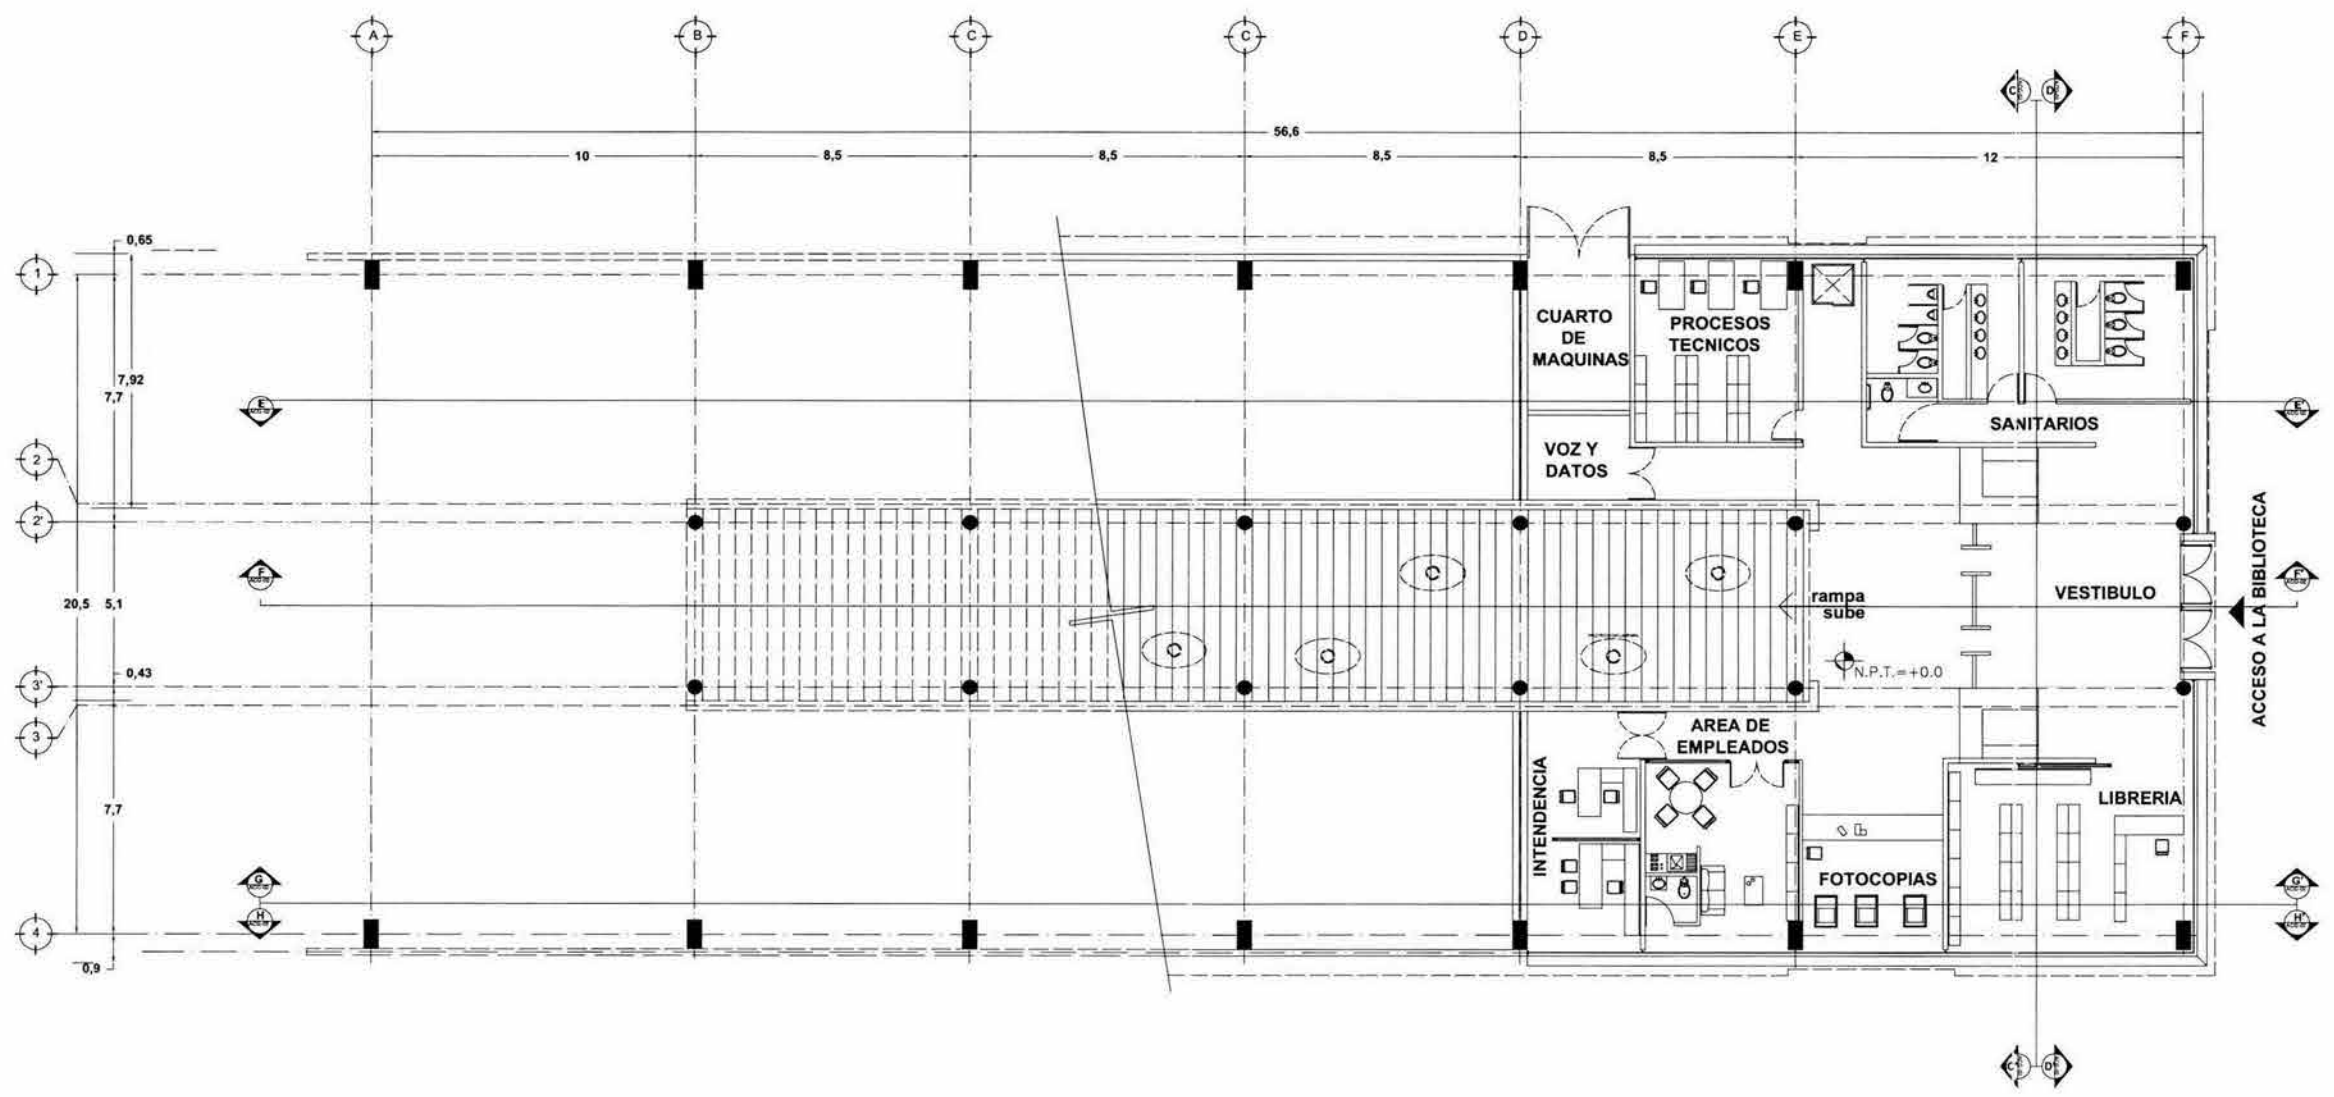 A B C C D E F
C D
56,6
10 8,5 8,5 8,5 8,5 12
0,65
1
7,92
7,7
CUARTO
DE
MAQUINAS
PROCESOS
TECNICOS
E
E'
SANITARIOS
2
VOZ Y
DATOS
2'
F
F'
20,5 5,1
rampa
sube
VESTIBULO
ACCESO A LA BIBLIOTECA
N.P.T.=+0.0
0,43
3'
3
AREA DE
EMPLEADOS
INTENDENCIA
7,7
LIBRERIA
FOTOCOPIAS
G
G'
H
H'
4
0,9
C' D'